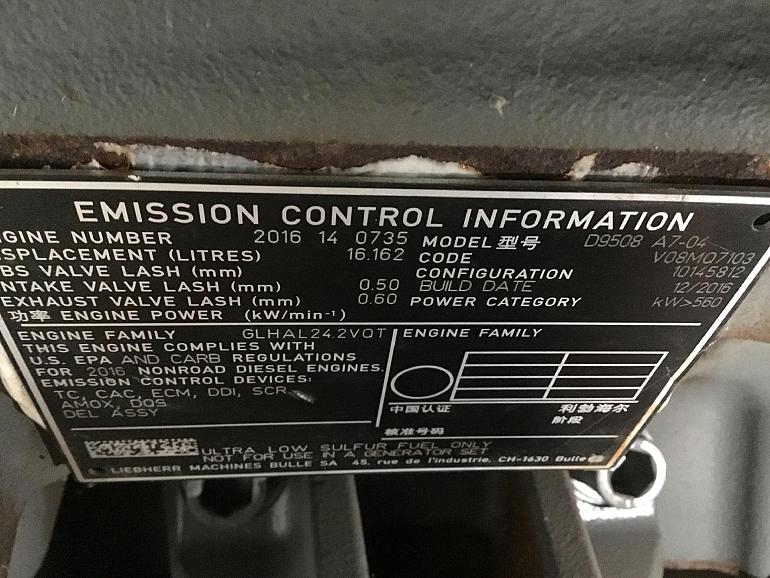 EMISSION CONTROL INFORMATION
GINE NUMBER 2016 14 0735 MODEL 型号 D9508 A7-04
SPLACEMENT (LITRES) 16.162 CODE V08MQ7103
BS VALVE LASH (mm) CONFIGURATION 10145812
NTAKE VALVE LASH (mm) 0.50 BUILD DATE 12/2016
EXHAUST VALVE LASH (mm) 0.60 POWER CATEGORY kW>560
功率 ENGINE POWER (kW/min⁻¹)
ENGINE FAMILY GLHAL24.2VQT ENGINE FAMILY
THIS ENGINE COMPLIES WITH
U.S. EPA AND CARB REGULATIONS
FOR 2016 NONROAD DIESEL ENGINES.
EMISSION CONTROL DEVICES:
TC, CAC, ECM, DDI, SCR
AMOX, DOS
DEL ASSY
中国认证 利勃海尔
阶段
核准号码
ULTRA LOW SULFUR FUEL ONLY
NOT FOR USE IN A GENERATOR SET
LIEBHERR MACHINES BULLE SA 45, rue de l'industrie, CH-1630 Bulle